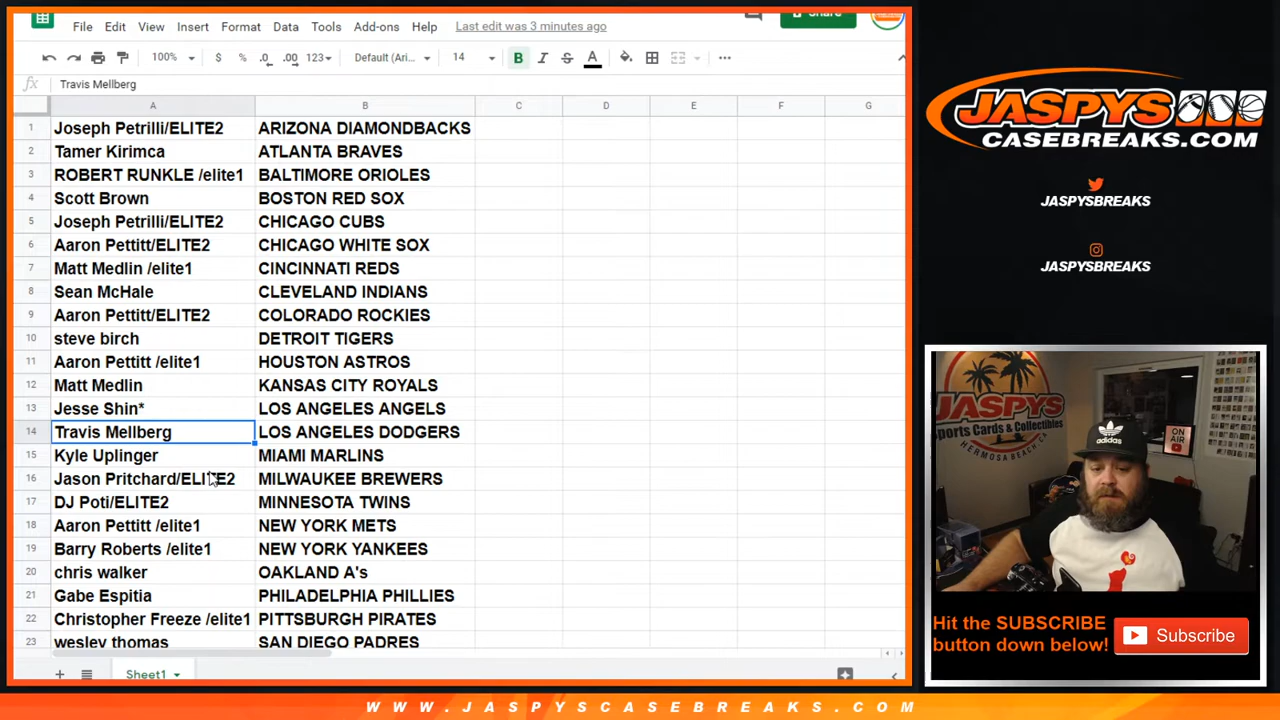 File Edit View Insert Format Data Tools Add-ons Help Last edit was 3 minutes ago Share
100% $ % .0 .00 123 Default (Ari... 14 B I S A
fx Travis Mellberg
A B C D E F G
1 Joseph Petrilli/ELITE2 ARIZONA DIAMONDBACKS
2 Tamer Kirimca ATLANTA BRAVES
3 ROBERT RUNKLE /elite1 BALTIMORE ORIOLES
4 Scott Brown BOSTON RED SOX
5 Joseph Petrilli/ELITE2 CHICAGO CUBS
6 Aaron Pettitt/ELITE2 CHICAGO WHITE SOX
7 Matt Medlin /elite1 CINCINNATI REDS
8 Sean McHale CLEVELAND INDIANS
9 Aaron Pettitt/ELITE2 COLORADO ROCKIES
10 steve birch DETROIT TIGERS
11 Aaron Pettitt /elite1 HOUSTON ASTROS
12 Matt Medlin KANSAS CITY ROYALS
13 Jesse Shin* LOS ANGELES ANGELS
14 Travis Mellberg LOS ANGELES DODGERS
15 Kyle Uplinger MIAMI MARLINS
16 Jason Pritchard/ELITE2 MILWAUKEE BREWERS
17 DJ Poti/ELITE2 MINNESOTA TWINS
18 Aaron Pettitt /elite1 NEW YORK METS
19 Barry Roberts /elite1 NEW YORK YANKEES
20 chris walker OAKLAND A's
21 Gabe Espitia PHILADELPHIA PHILLIES
22 Christopher Freeze /elite1 PITTSBURGH PIRATES
23 wesley thomas SAN DIEGO PADRES
Sheet1
JASPYS
CASEBREAKS.COM
JASPYSBREAKS
JASPYSBREAKS
JASPYS
Sports Cards & Collectibles
HERMOSA BEACH
ON AIR
adidas
Hit the SUBSCRIBE
button down below!
Subscribe
WWW.JASPYSCASEBREAKS.COM